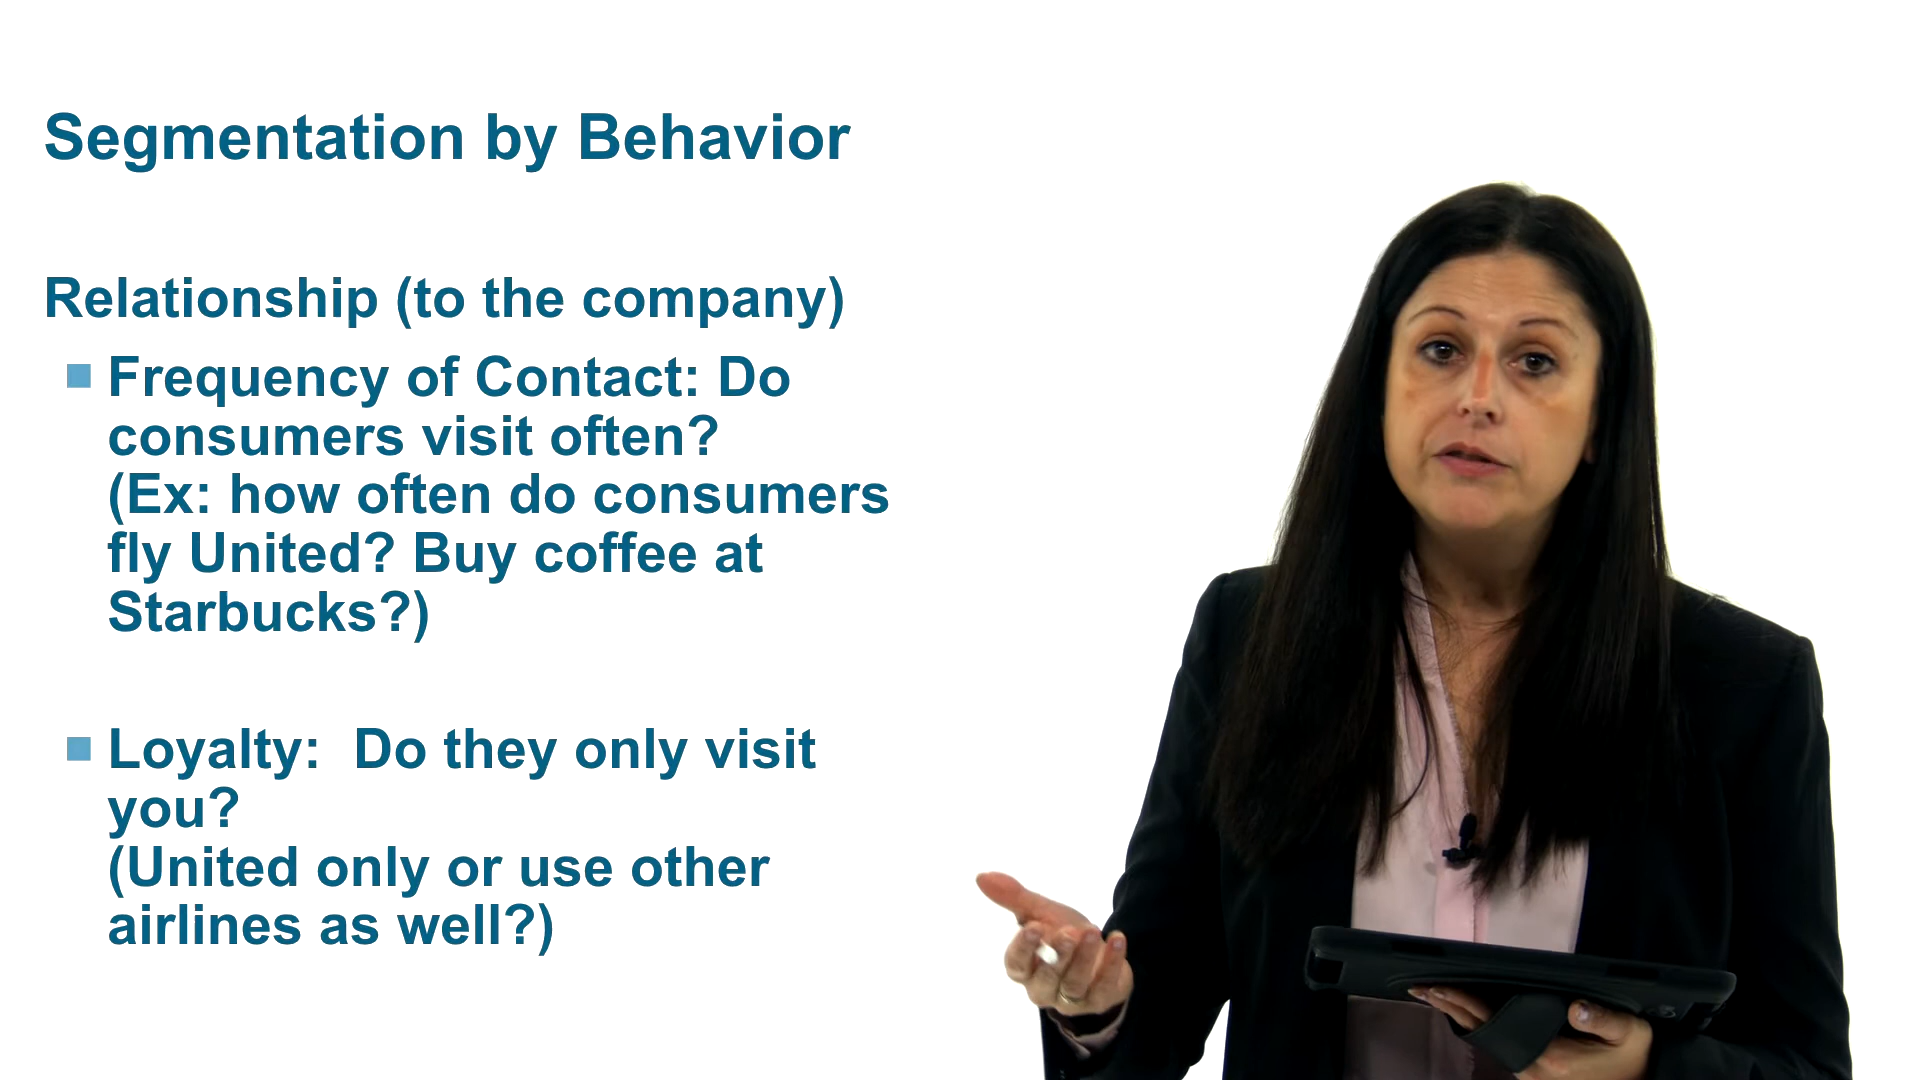 Segmentation by Behavior
Relationship (to the company)
Frequency of Contact: Do
consumers visit often?
(Ex: how often do consumers
fly United? Buy coffee at
Starbucks?)
Loyalty:  Do they only visit
you?
(United only or use other
airlines as well?)